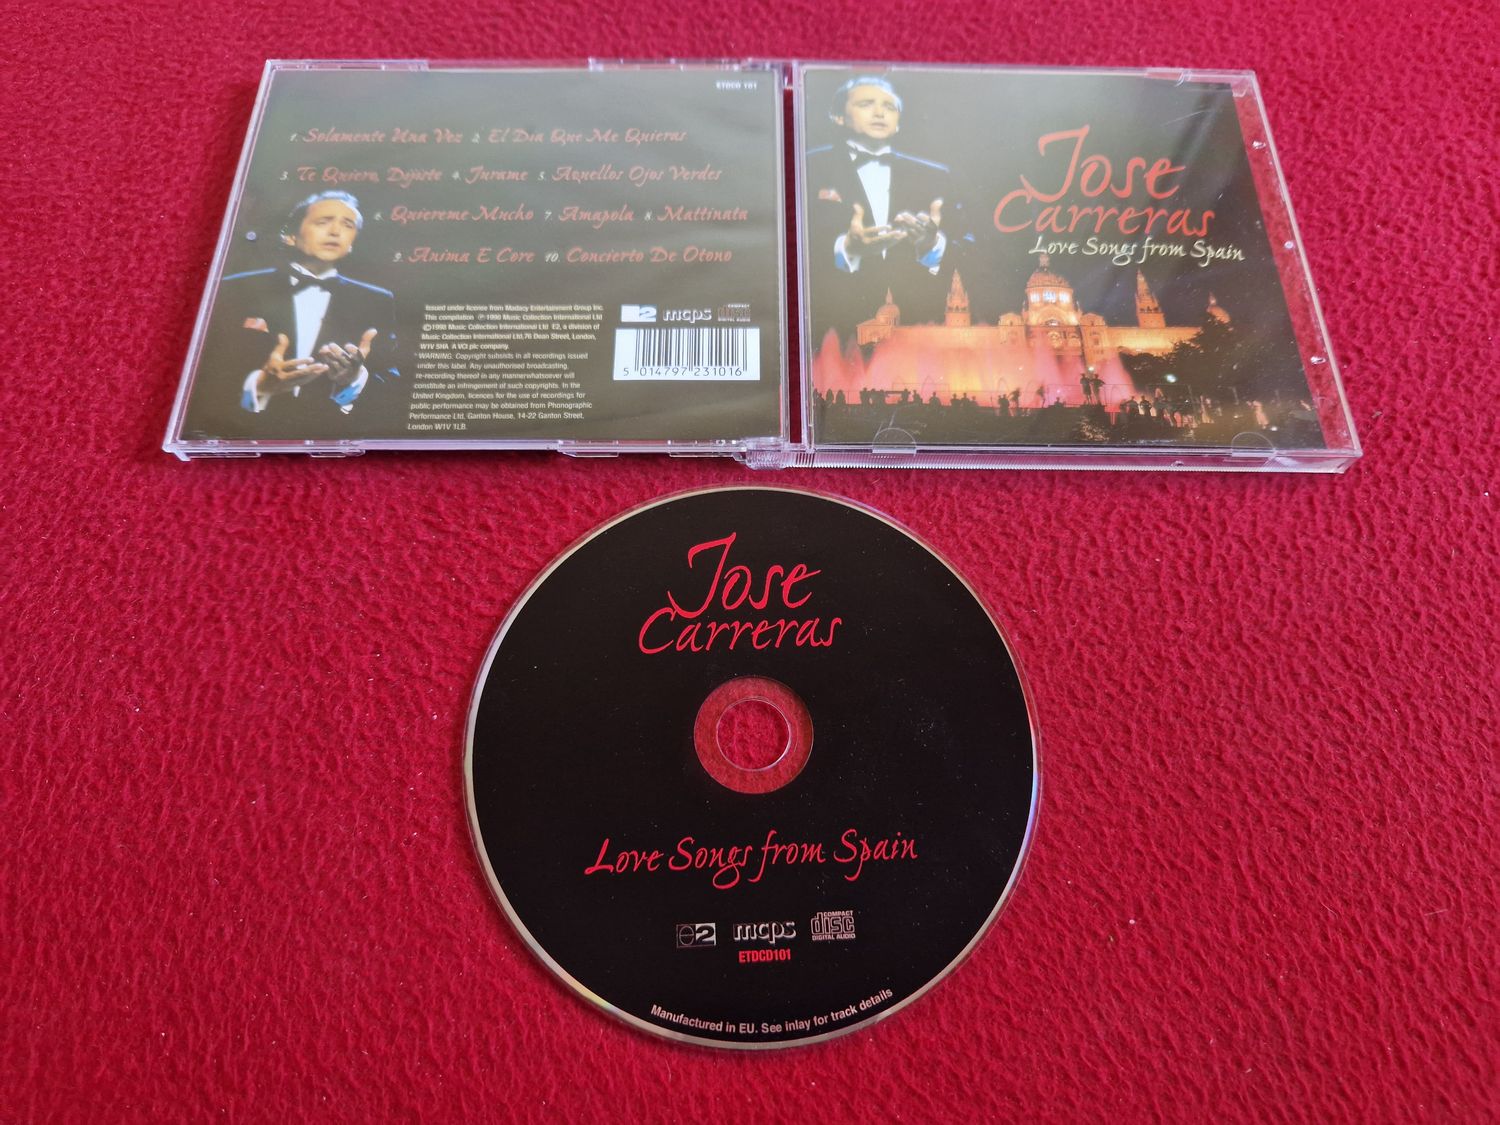 ETDCD 101
1. Solamente Una Vez 2. El Dia Que Me Quieras
3. Te Quiero, Dejiste 4. Jurame 5. Aquellos Ojos Verdes
6. Quiereme Mucho 7. Amapola 8. Mattinata
9. Anima E Core 10. Concierto De Otono
Issued under license from Madacy Entertainment Group Inc.
This compilation ℗1998 Music Collection International Ltd
©1998 Music Collection International Ltd E2, a division of
Music Collection International Ltd,76 Dean Street, London,
W1V 5HA A VCI plc company.
WARNING. Copyright subsists in all recordings issued
under this label. Any unauthorised broadcasting,
re-recording thereof in any mannerwhatsoever will
constitute an infringement of such copyrights. In the
United Kingdom, licences for the use of recordings for
public performance may be obtained from Phonographic
Performance Ltd, Ganton House, 14-22 Ganton Street,
London W1V 1LB.
2 mcps COMPACT disc DIGITAL AUDIO
5 014797 231016
Jose
Carreras
Love Songs from Spain
Jose
Carreras
Love Songs from Spain
e2 mcps COMPACT disc DIGITAL AUDIO
ETDCD101
Manufactured in EU. See inlay for track details